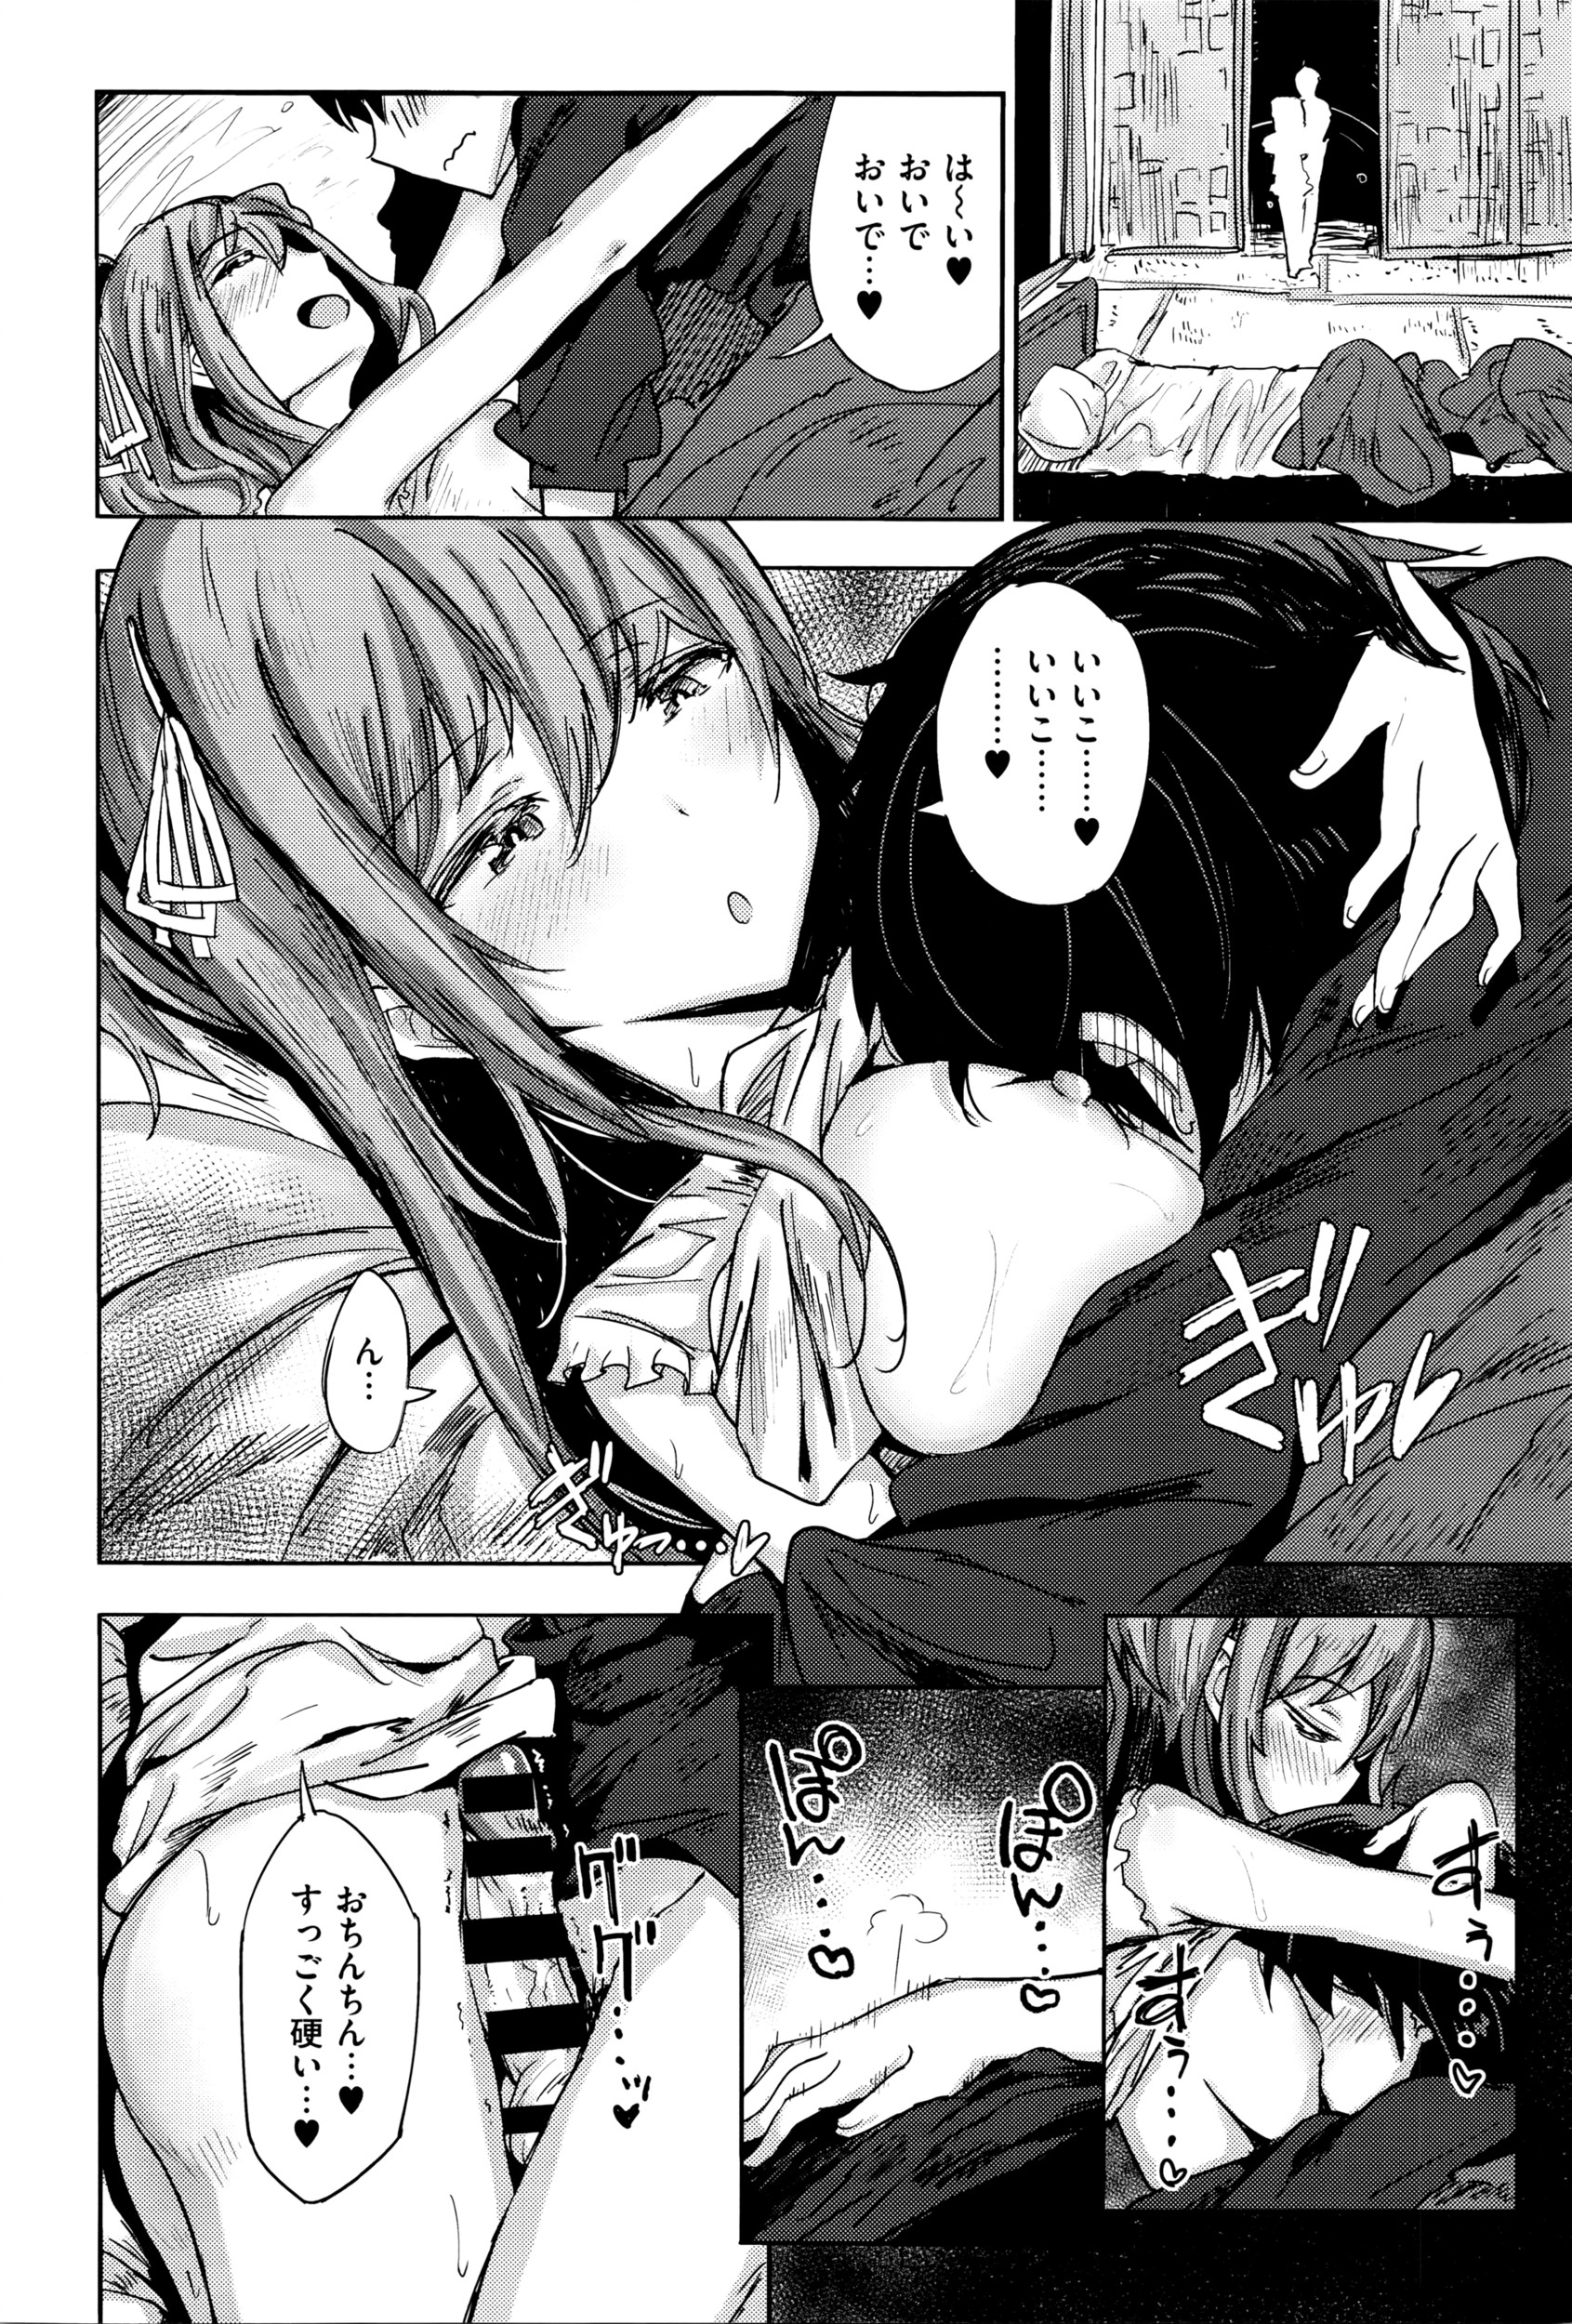 は〜い♥
おいで
おいで…♥
いいこ……♥
いいこ……
………♥
ぎゅ
ん…
ぎゅっ…
すぅ…
すぅ…
ぽん…
ぽん…
おちんちん…♥
すっごく硬い…♥
ググッ…